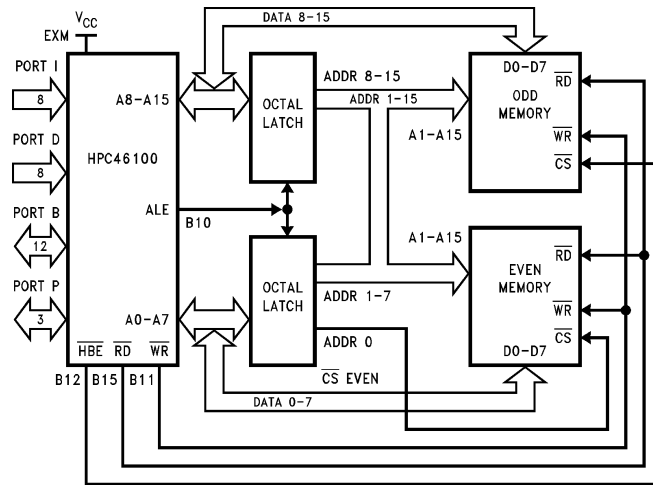 VCC
EXM
DATA 8-15
PORT I
8
A8-A15
OCTAL
LATCH
ADDR 8-15
ADDR 1-15
D0-D7
RD
ODD
MEMORY
A1-A15
WR
CS
PORT D
8
HPC46100
ALE
B10
PORT B
12
A1-A15
EVEN
MEMORY
RD
WR
CS
D0-D7
OCTAL
LATCH
ADDR 1-7
ADDR 0
PORT P
3
A0-A7
HBE RD WR
B12 B15 B11
CS EVEN
DATA 0-7